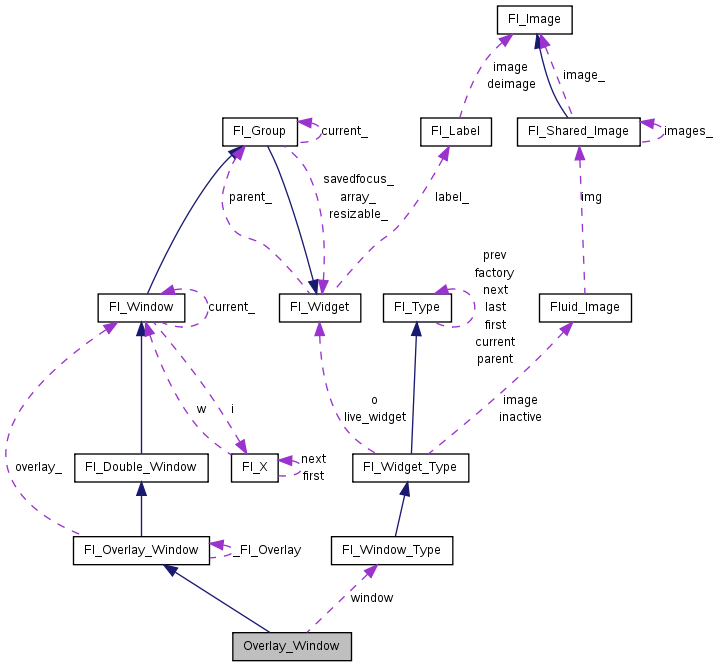 Fl_Image
image
deimage
image_
Fl_Group
current_
Fl_Label
Fl_Shared_Image
images_
parent_
savedfocus_
array_
resizable_
label_
img
prev
factory
next
last
first
current
parent
Fl_Window
current_
Fl_Widget
Fl_Type
Fluid_Image
w
i
o
live_widget
image
inactive
overlay_
Fl_Double_Window
Fl_X
next
first
Fl_Widget_Type
Fl_Overlay_Window
_Fl_Overlay
Fl_Window_Type
window
Overlay_Window